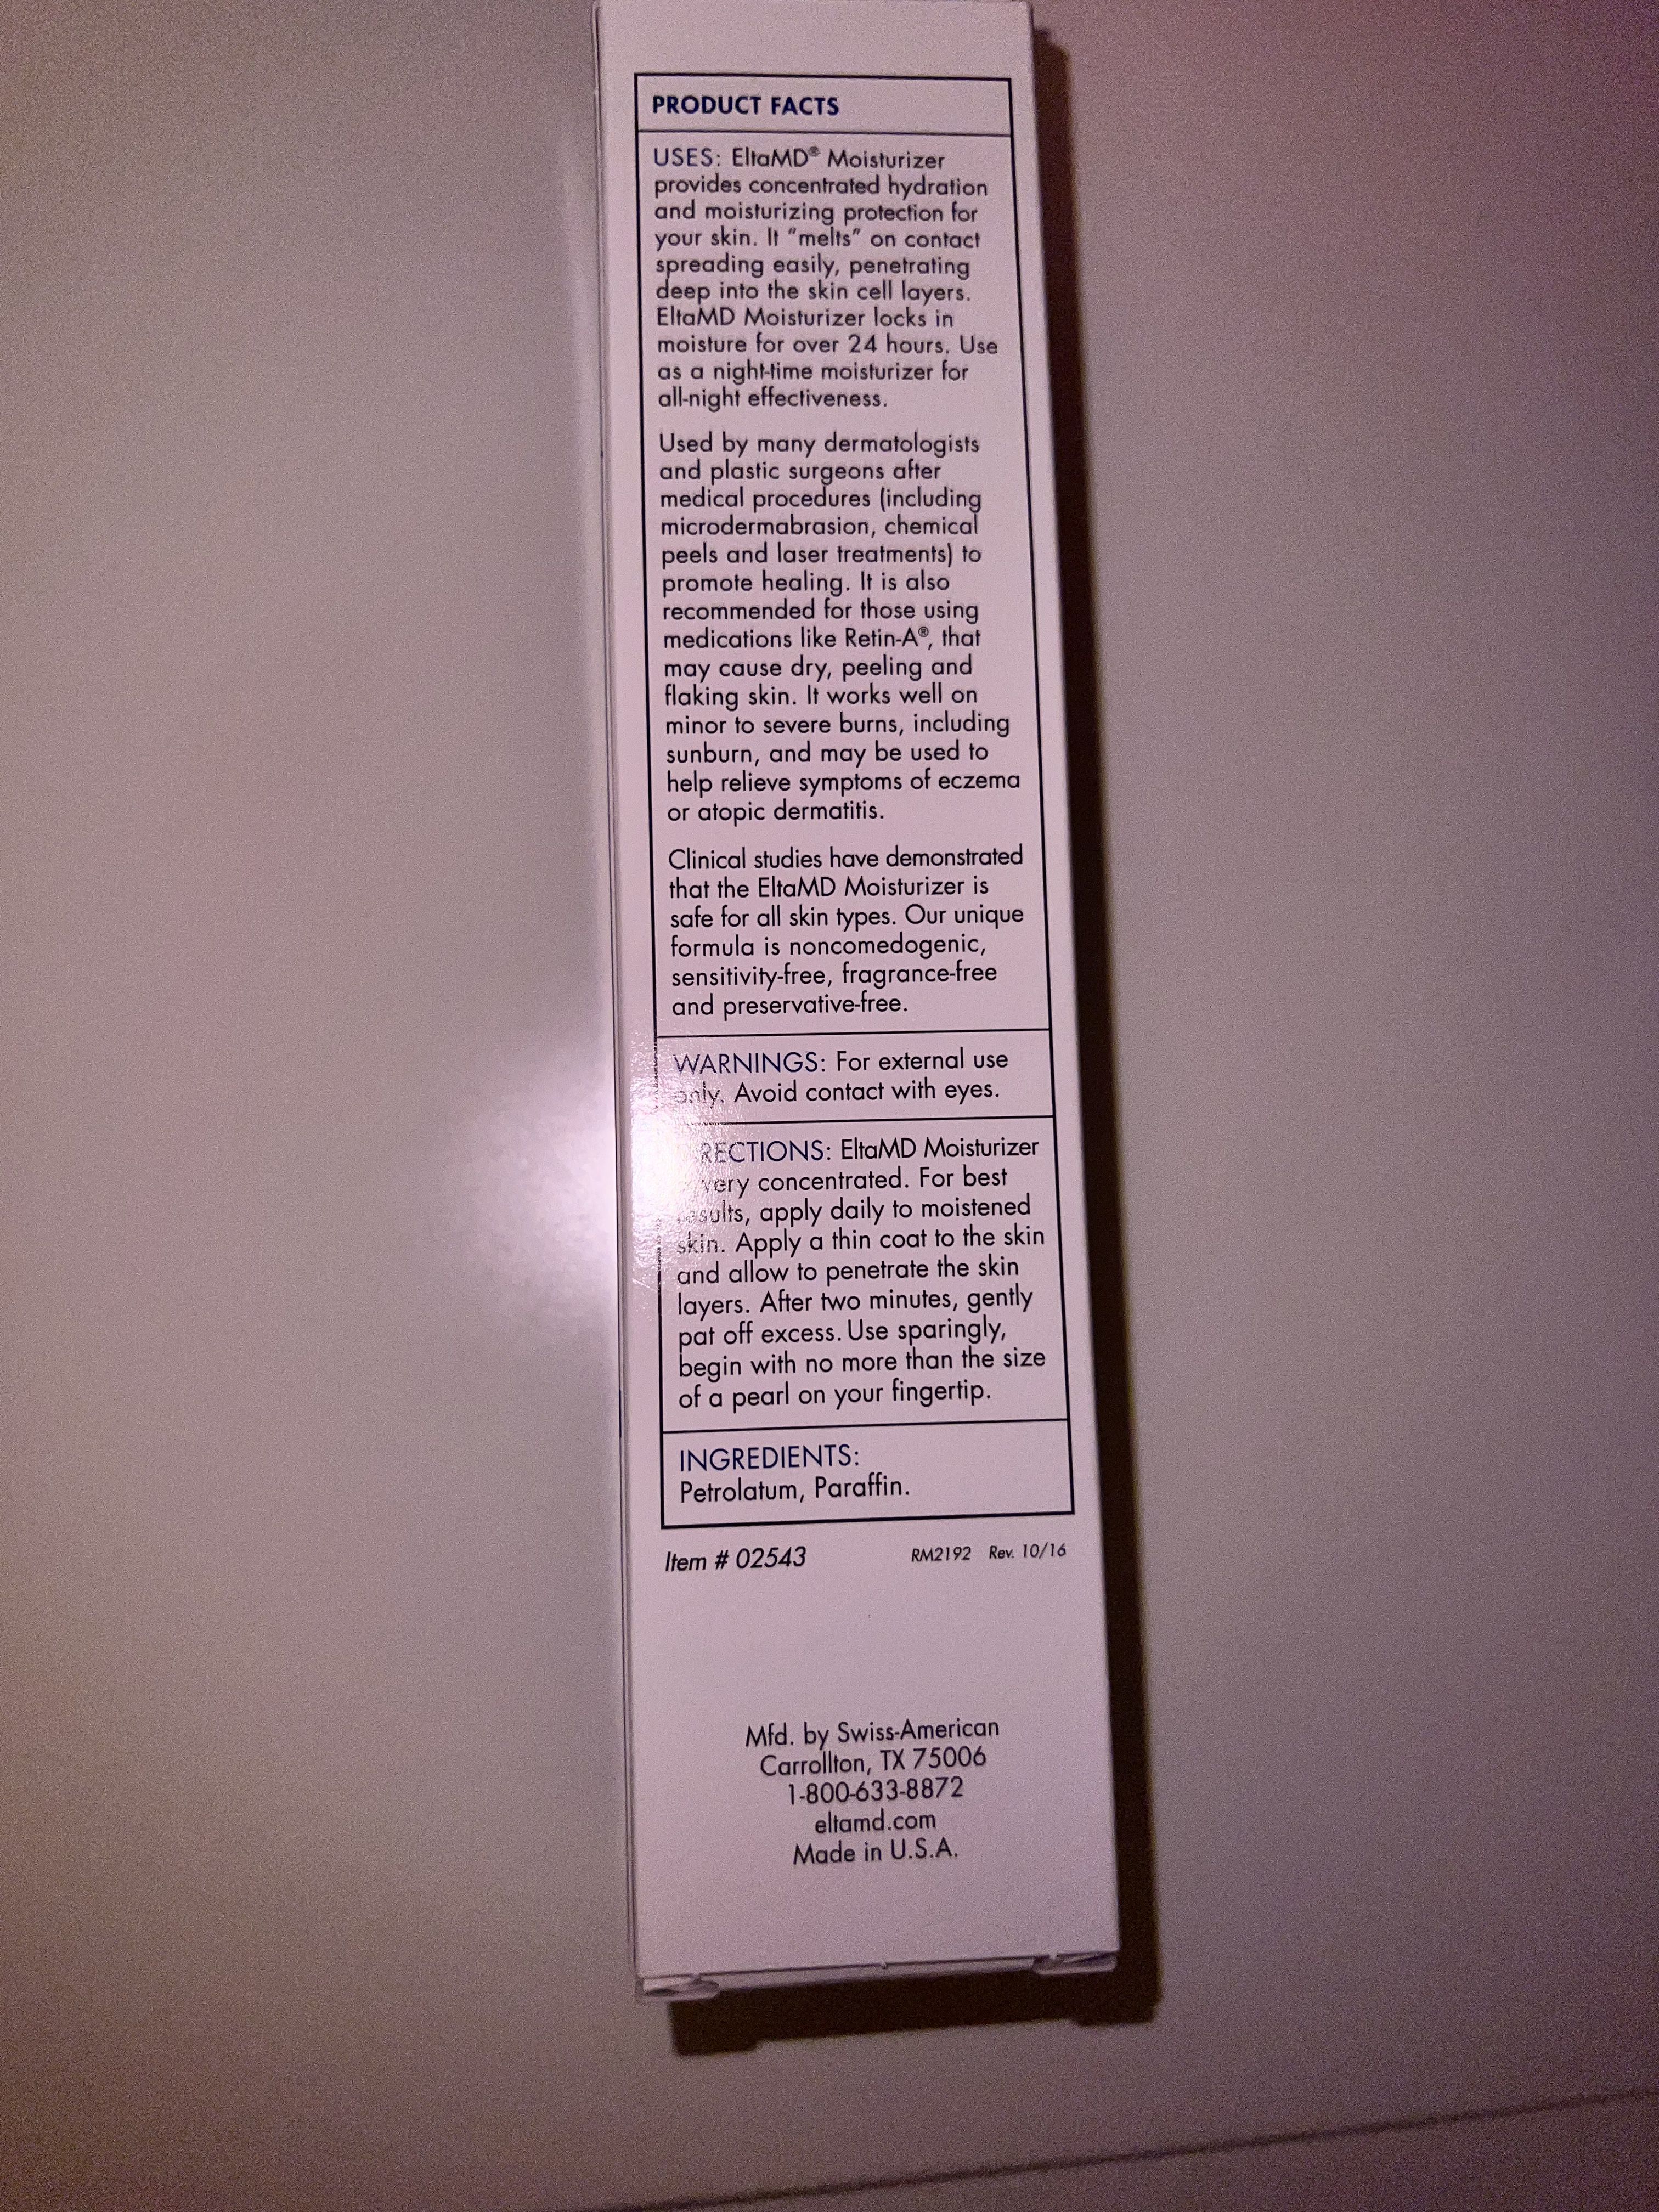 PRODUCT FACTS
USES: EltaMD® Moisturizer
provides concentrated hydration
and moisturizing protection for
your skin. It “melts” on contact
spreading easily, penetrating
deep into the skin cell layers.
EltaMD Moisturizer locks in
moisture for over 24 hours. Use
as a night-time moisturizer for
all-night effectiveness.
Used by many dermatologists
and plastic surgeons after
medical procedures (including
microdermabrasion, chemical
peels and laser treatments) to
promote healing. It is also
recommended for those using
medications like Retin-A®, that
may cause dry, peeling and
flaking skin. It works well on
minor to severe burns, including
sunburn, and may be used to
help relieve symptoms of eczema
or atopic dermatitis.
Clinical studies have demonstrated
that the EltaMD Moisturizer is
safe for all skin types. Our unique
formula is noncomedogenic,
sensitivity-free, fragrance-free
and preservative-free.
WARNINGS: For external use
only. Avoid contact with eyes.
RECTIONS: EltaMD Moisturizer
very concentrated. For best
results, apply daily to moistened
skin. Apply a thin coat to the skin
and allow to penetrate the skin
layers. After two minutes, gently
pat off excess. Use sparingly,
begin with no more than the size
of a pearl on your fingertip.
INGREDIENTS:
Petrolatum, Paraffin.
Item # 02543 RM2192 Rev. 10/16
Mfd. by Swiss-American
Carrollton, TX 75006
1-800-633-8872
eltamd.com
Made in U.S.A.